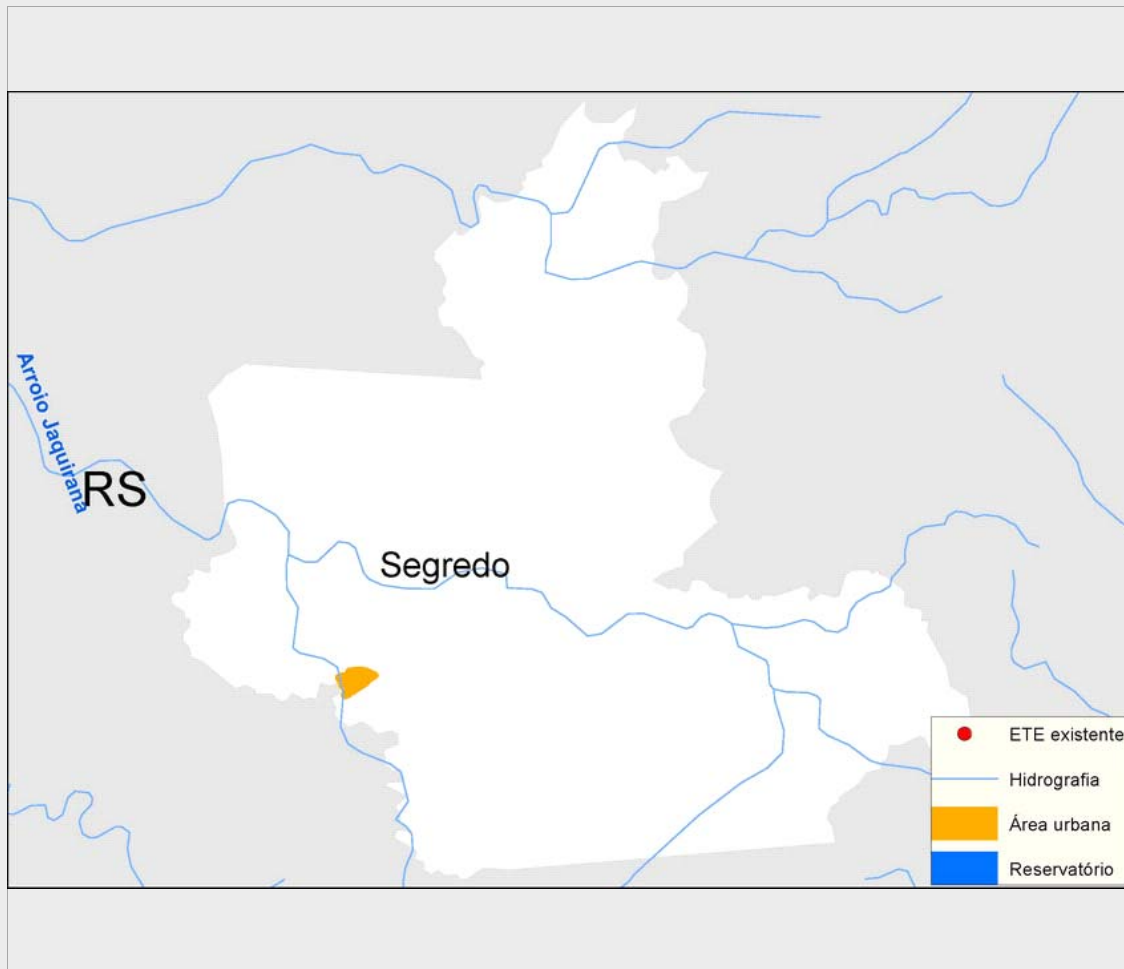 Arroio Jaquirana
RS
Segredo
ETE existente
Hidrografia
Área urbana
Reservatório